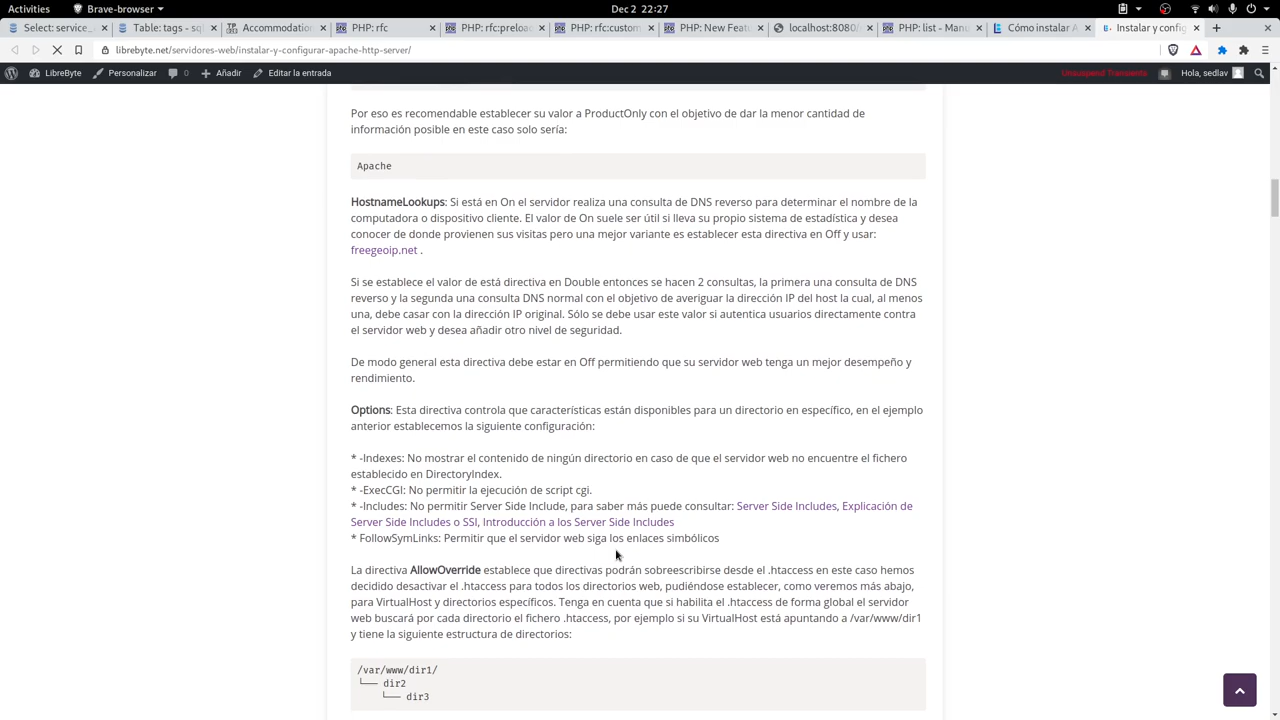 Activities
Brave-browser
Dec 2 22:27
Select: service_
Table: tags - sql
Accommodation
PHP: rfc
PHP: rfc:preload
PHP: rfc:custom
PHP: New Featu
localhost:8080/
PHP: list - Manu
Cómo instalar A
Instalar y config
librebyte.net/servidores-web/instalar-y-configurar-apache-http-server/
LibreByte
Personalizar
0
Añadir
Editar la entrada
Unsuspend Transients
Hola, sedlav
Por eso es recomendable establecer su valor a ProductOnly con el objetivo de dar la menor cantidad de
información posible en este caso solo sería:
Apache
HostnameLookups: Si está en On el servidor realiza una consulta de DNS reverso para determinar el nombre de la
computadora o dispositivo cliente. El valor de On suele ser útil si lleva su propio sistema de estadística y desea
conocer de donde provienen sus visitas pero una mejor variante es establecer esta directiva en Off y usar:
freegeoip.net .
Si se establece el valor de está directiva en Double entonces se hacen 2 consultas, la primera una consulta de DNS
reverso y la segunda una consulta DNS normal con el objetivo de averiguar la dirección IP del host la cual, al menos
una, debe casar con la dirección IP original. Sólo se debe usar este valor si autentica usuarios directamente contra
el servidor web y desea añadir otro nivel de seguridad.
De modo general esta directiva debe estar en Off permitiendo que su servidor web tenga un mejor desempeño y
rendimiento.
Options: Esta directiva controla que características están disponibles para un directorio en específico, en el ejemplo
anterior establecemos la siguiente configuración:
* -Indexes: No mostrar el contenido de ningún directorio en caso de que el servidor web no encuentre el fichero
establecido en DirectoryIndex.
* -ExecCGI: No permitir la ejecución de script cgi.
* -Includes: No permitir Server Side Include, para saber más puede consultar: Server Side Includes, Explicación de
Server Side Includes o SSI, Introducción a los Server Side Includes
* FollowSymLinks: Permitir que el servidor web siga los enlaces simbólicos
La directiva AllowOverride establece que directivas podrán sobreescribirse desde el .htaccess en este caso hemos
decidido desactivar el .htaccess para todos los directorios web, pudiéndose establecer, como veremos más abajo,
para VirtualHost y directorios específicos. Tenga en cuenta que si habilita el .htaccess de forma global el servidor
web buscará por cada directorio el fichero .htaccess, por ejemplo si su VirtualHost está apuntando a /var/www/dir1
y tiene la siguiente estructura de directorios:
/var/www/dir1/
└── dir2
└── dir3